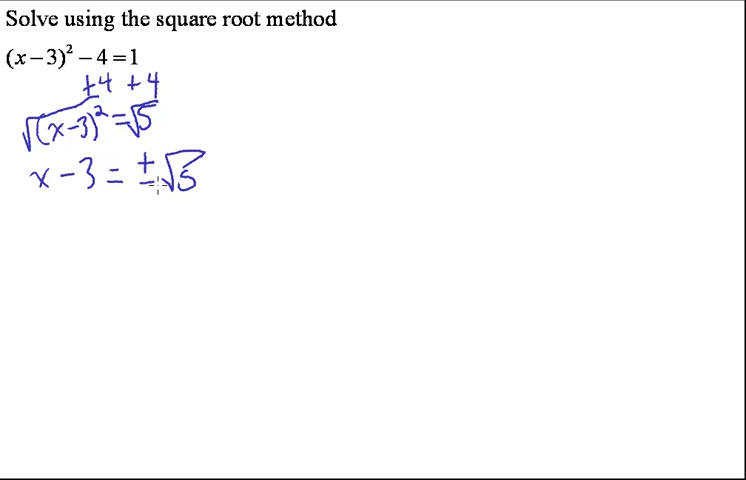 Solve using the square root method
(x−3)² − 4 = 1
+4 +4
√(x−3)² = √5
x − 3 = ±√5